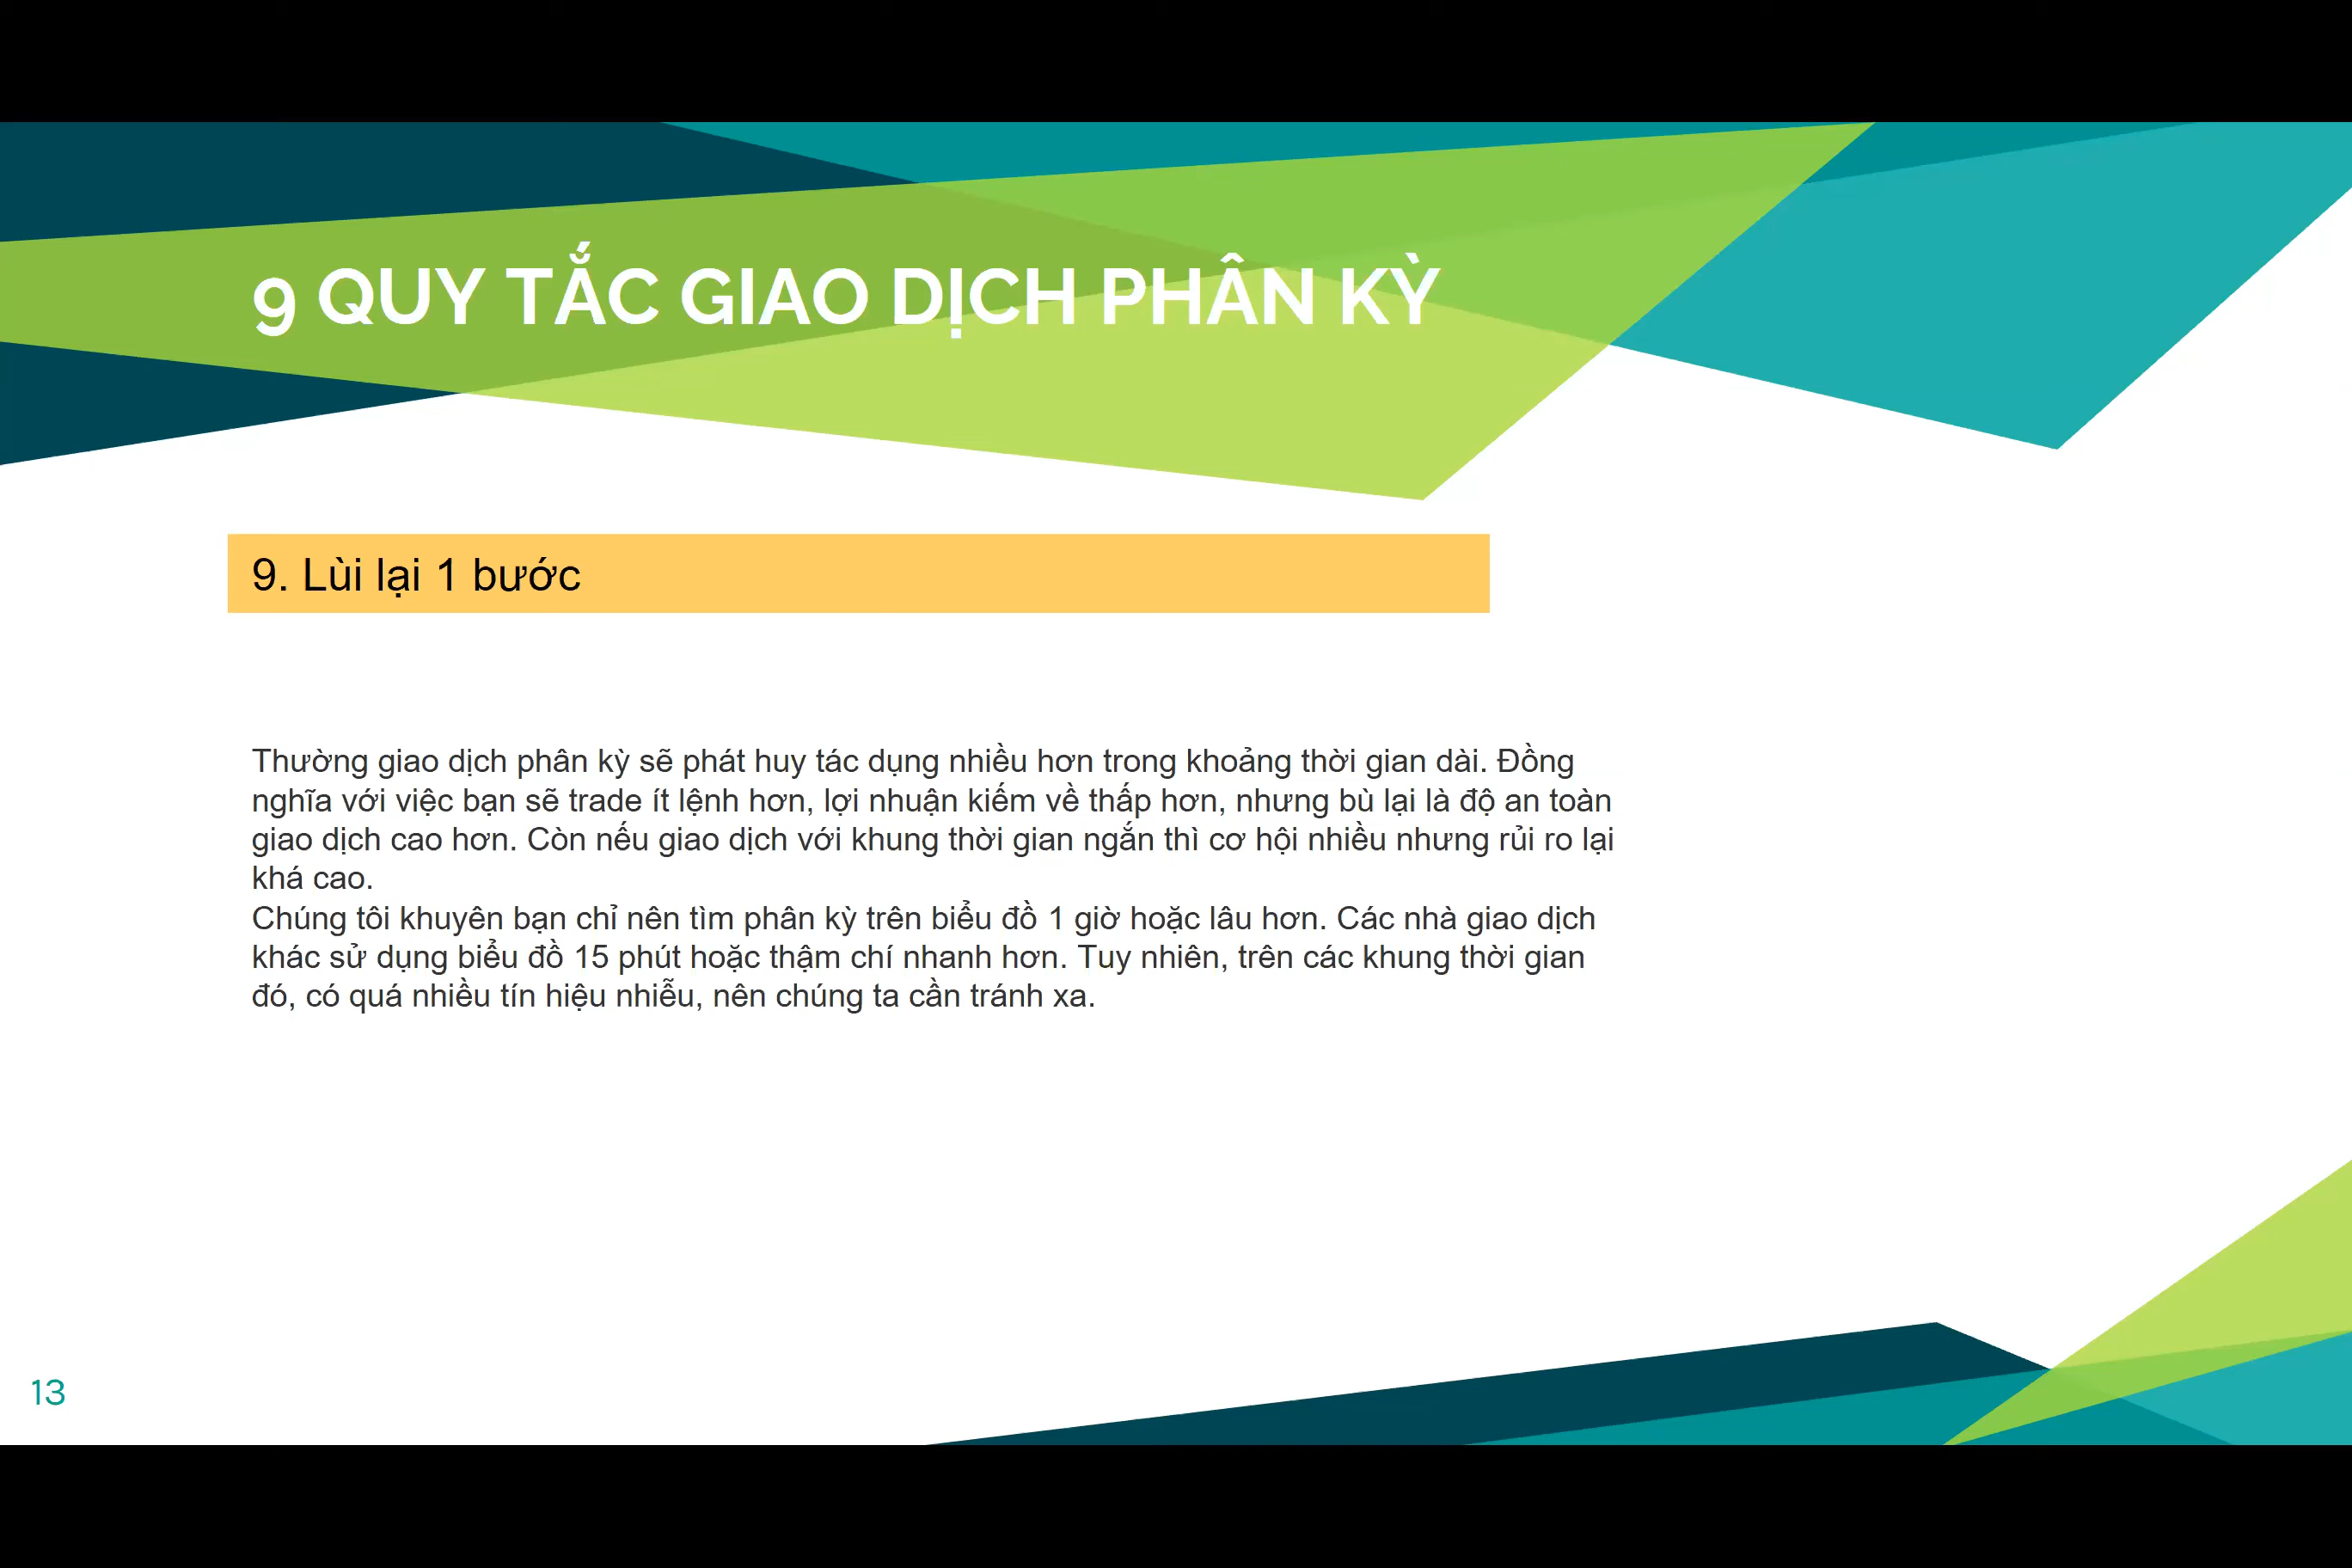 9 QUY TẮC GIAO DỊCH PHÂN KỲ
9. Lùi lại 1 bước
Thường giao dịch phân kỳ sẽ phát huy tác dụng nhiều hơn trong khoảng thời gian dài. Đồng
nghĩa với việc bạn sẽ trade ít lệnh hơn, lợi nhuận kiếm về thấp hơn, nhưng bù lại là độ an toàn
giao dịch cao hơn. Còn nếu giao dịch với khung thời gian ngắn thì cơ hội nhiều nhưng rủi ro lại
khá cao.
Chúng tôi khuyên bạn chỉ nên tìm phân kỳ trên biểu đồ 1 giờ hoặc lâu hơn. Các nhà giao dịch
khác sử dụng biểu đồ 15 phút hoặc thậm chí nhanh hơn. Tuy nhiên, trên các khung thời gian
đó, có quá nhiều tín hiệu nhiễu, nên chúng ta cần tránh xa.
13